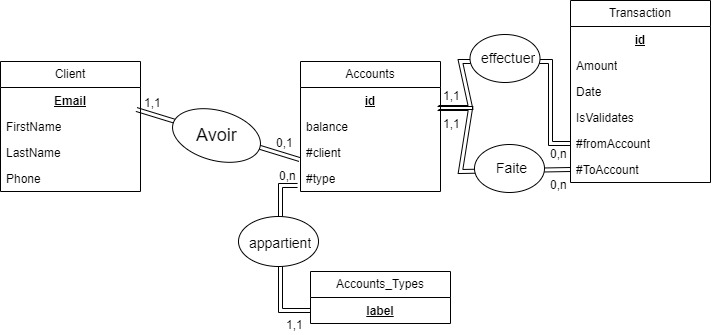 Transaction
id
Amount
Date
IsValidates
#fromAccount
#ToAccount
effectuer
Client
Email
FirstName
LastName
Phone
1,1
Avoir
0,1
Accounts
id
balance
#client
#type
1,1
1,1
0,n
Faite
0,n
0,n
appartient
Accounts_Types
label
1,1